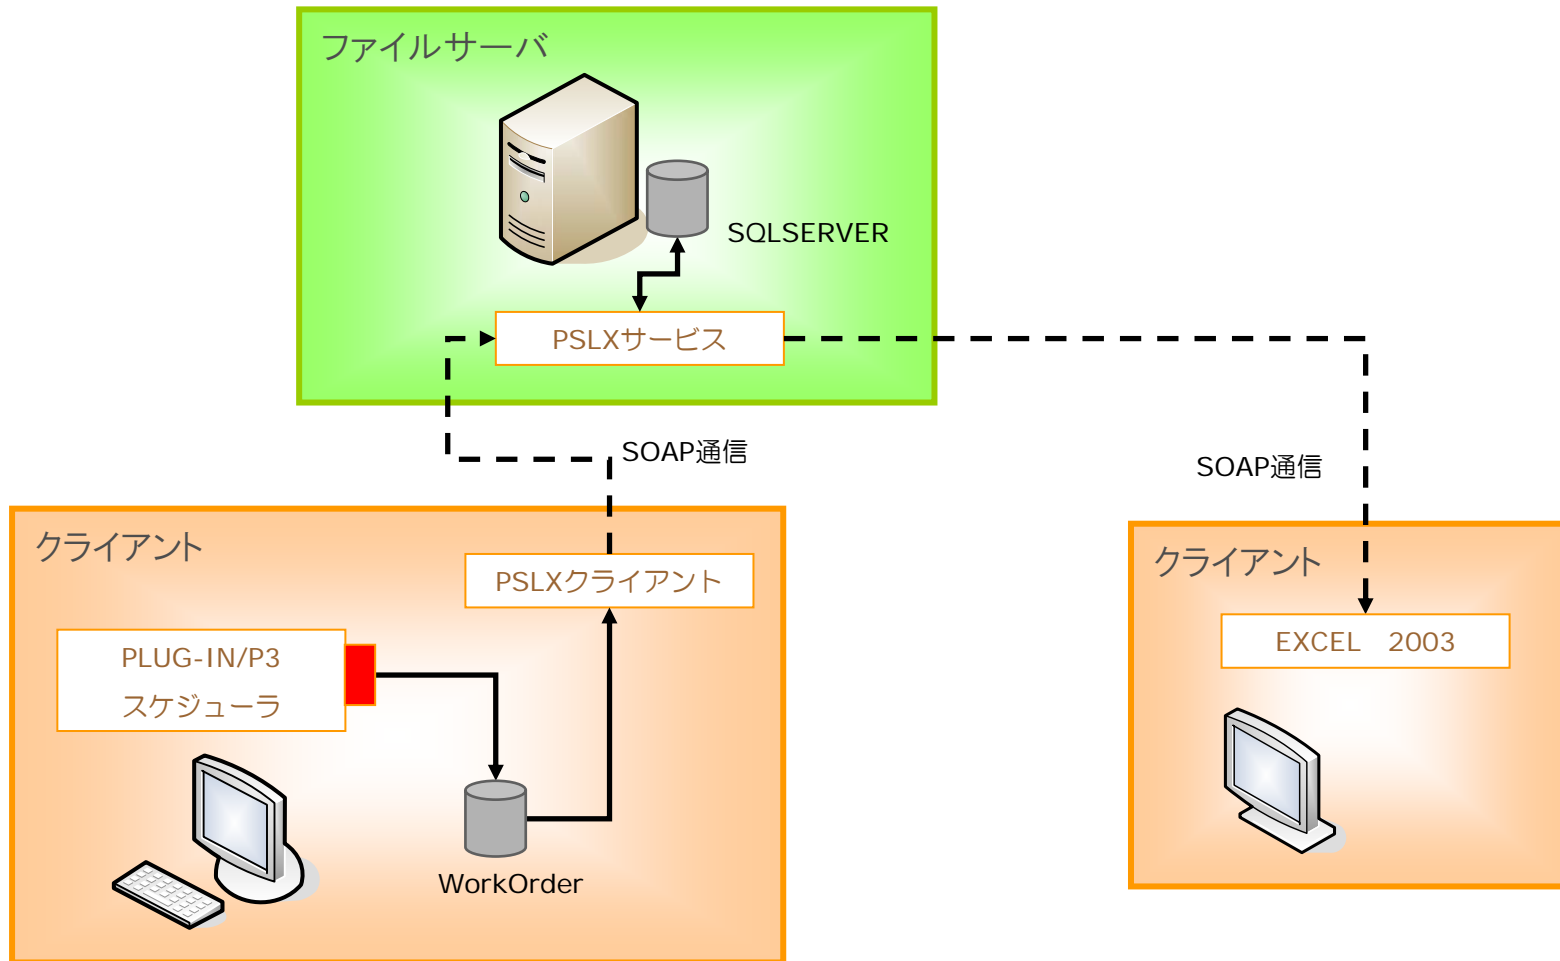 ファイルサーバ
SQLSERVER
PSLXサービス
SOAP通信
SOAP通信
クライアント
PSLXクライアント
PLUG-IN/P3
スケジューラ
WorkOrder
クライアント
EXCEL　2003